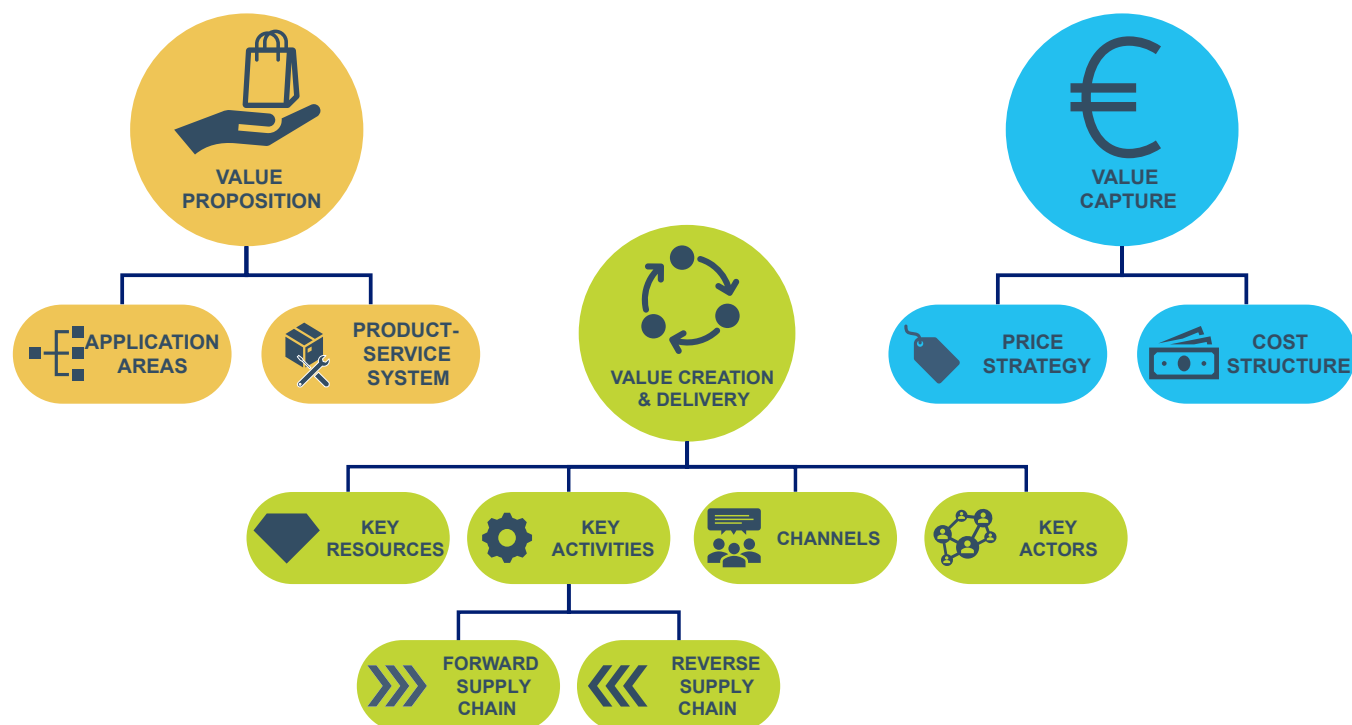 VALUE
PROPOSITION
VALUE
CAPTURE
APPLICATION
AREAS
PRODUCT-
SERVICE
SYSTEM
VALUE CREATION
& DELIVERY
PRICE
STRATEGY
COST
STRUCTURE
KEY
RESOURCES
KEY
ACTIVITIES
CHANNELS
KEY
ACTORS
FORWARD
SUPPLY
CHAIN
REVERSE
SUPPLY
CHAIN